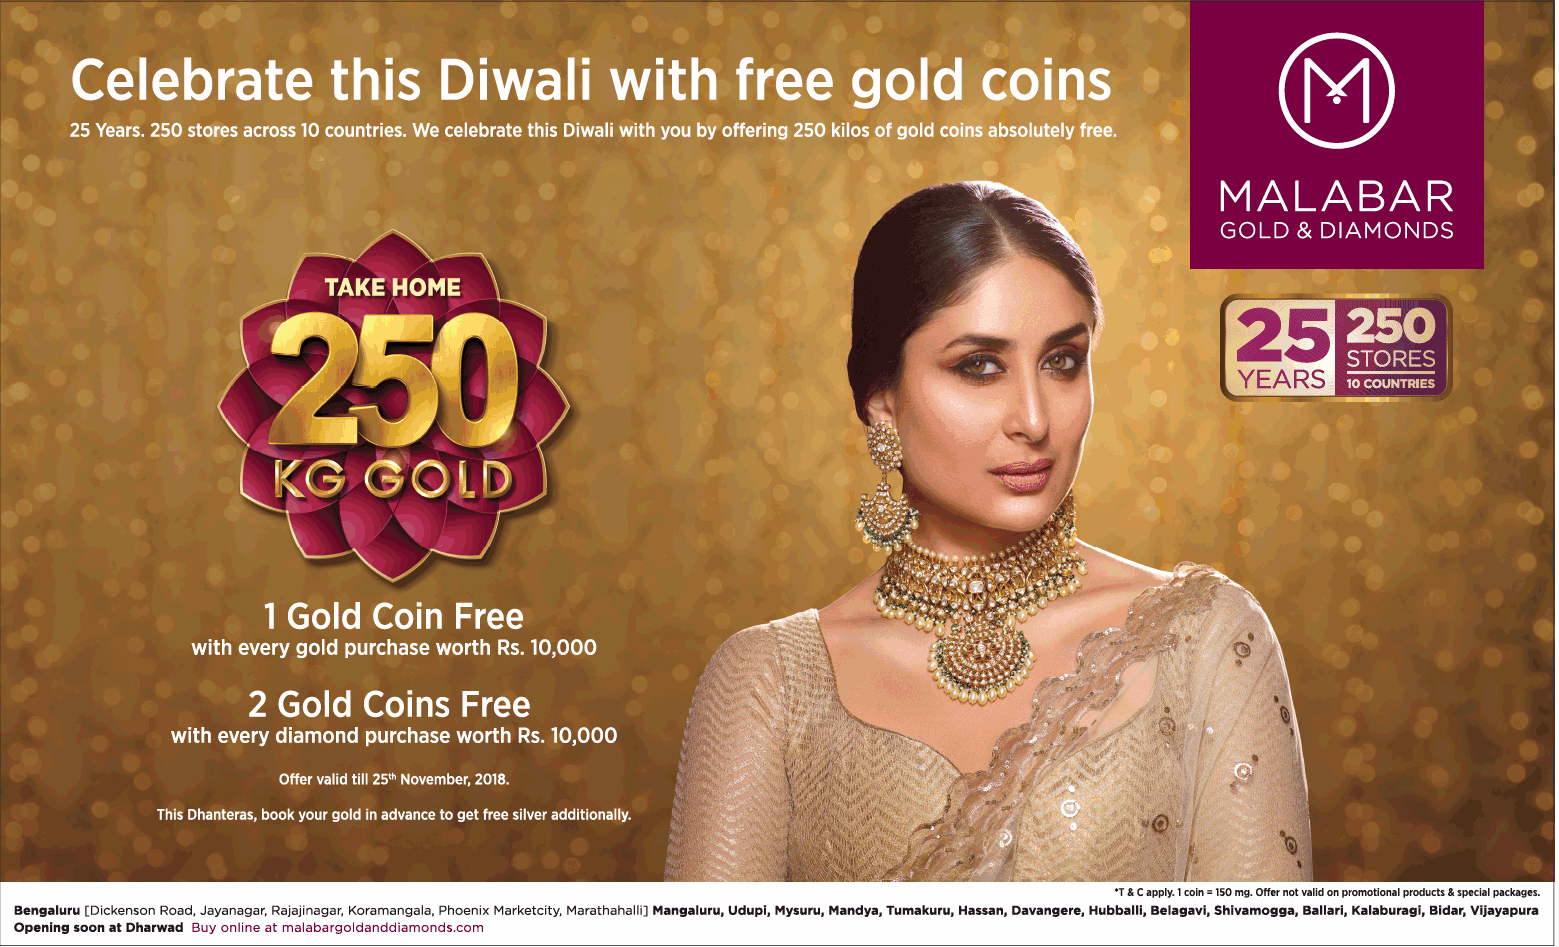 Celebrate this Diwali with free gold coins
25 Years. 250 stores across 10 countries. We celebrate this Diwali with you by offering 250 kilos of gold coins absolutely free.
MALABAR
GOLD & DIAMONDS
25
YEARS
250
STORES
10 COUNTRIES
TAKE HOME
250
KG GOLD
1 Gold Coin Free
with every gold purchase worth Rs. 10,000
2 Gold Coins Free
with every diamond purchase worth Rs. 10,000
Offer valid till 25th November, 2018.
This Dhanteras, book your gold in advance to get free silver additionally.
*T & C apply. 1 coin = 150 mg. Offer not valid on promotional products & special packages.
Bengaluru [Dickenson Road, Jayanagar, Rajajinagar, Koramangala, Phoenix Marketcity, Marathahalli] Mangaluru, Udupi, Mysuru, Mandya, Tumakuru, Hassan, Davangere, Hubballi, Belagavi, Shivamogga, Ballari, Kalaburagi, Bidar, Vijayapura
Opening soon at Dharwad Buy online at malabargoldanddiamonds.com